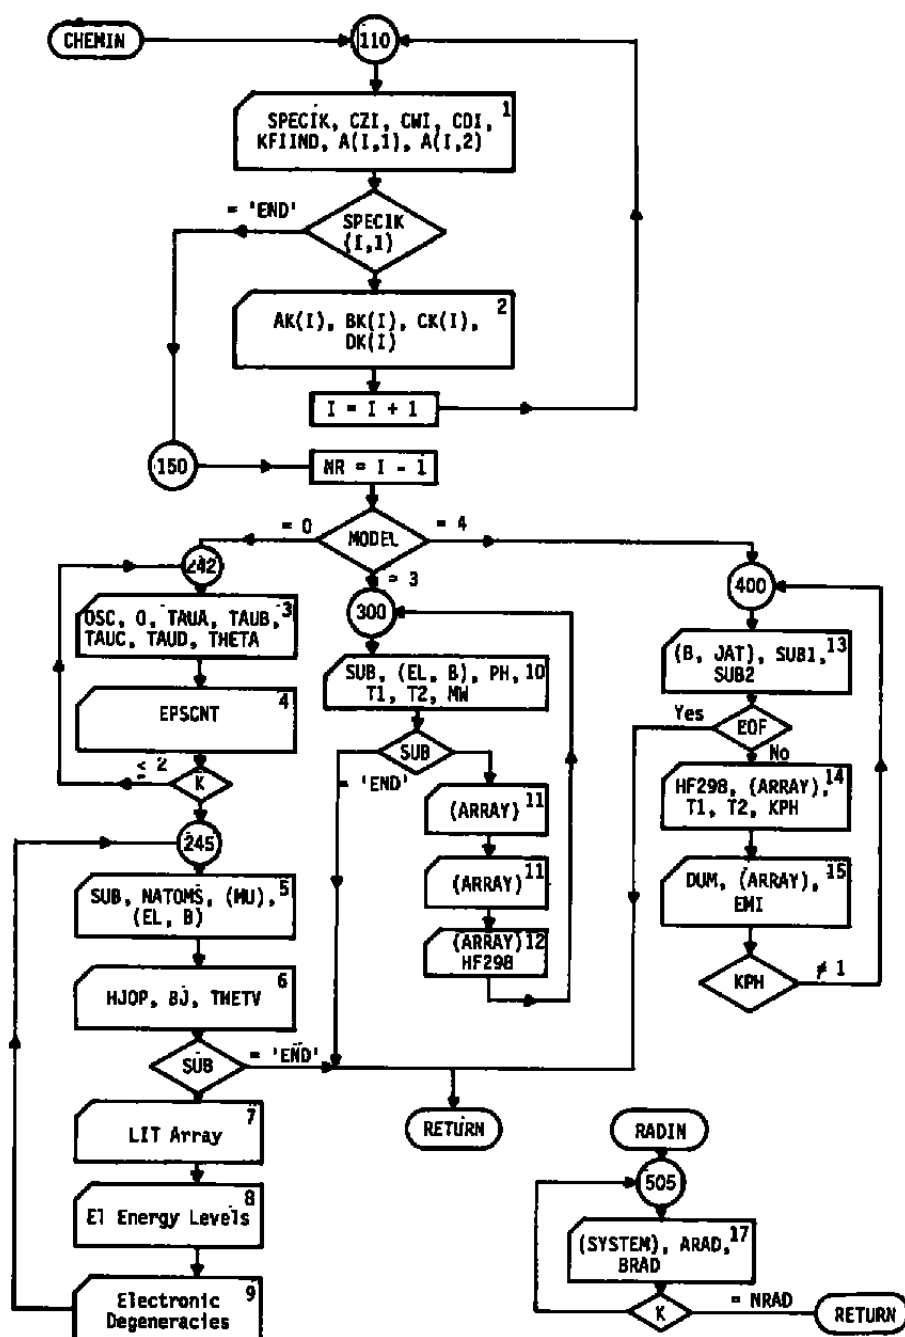 CHEMIN
110
1
SPECIK, CZI, CWI, CDI,
KFIIND, A(I,1), A(I,2)
= 'END'
SPECIK
(I,1)
2
AK(I), BK(I), CK(I),
DK(I)
I = I + 1
150
NR = I - 1
= 0
MODEL
= 4
= 3
242
3
OSC, O, TAUA, TAUB,
TAUC, TAUD, THETA
4
EPSCNT
≤ 2
K
245
5
SUB, NATOMS, (MU),
(EL, B)
6
HJOP, BJ, THETV
SUB
= 'END'
7
LIT Array
8
El Energy Levels
9
Electronic
Degeneracies
300
10
SUB, (EL, B), PH,
T1, T2, MW
SUB
= 'END'
(ARRAY) 11
(ARRAY) 11
(ARRAY) 12
HF298
400
13
(B, JAT), SUB1,
SUB2
Yes
EOF
No
14
HF298, (ARRAY),
T1, T2, KPH
15
DUM, (ARRAY),
EMI
KPH
≠ 1
RETURN
RADIN
505
17
(SYSTEM), ARAD,
BRAD
K
= NRAD
RETURN